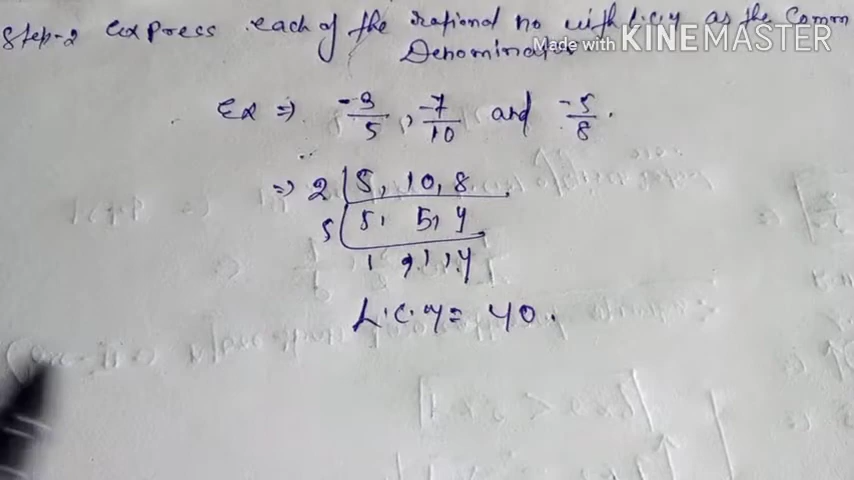 Step-2 Express each of the rational no with L.C.M as the Common
Denominator
Made with KINEMASTER
Ex ⇒ -3/5, -7/10 and -5/8.
⇒ 2 | 5, 10, 8
5 | 5, 5, 4
1, 1, 4
L.C.M = 40.